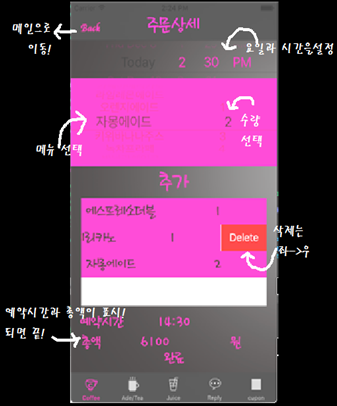 2:34 PM
메인으로
이동!
Back
주문상세
요일과 시간을설정
Today 2 30 PM
자몽에이드 2
수량
선택
메뉴 선택
추가
에스프레소더블 1
리카노 1 Delete
자몽에이드 2
삭제는
좌->우
예약시간과 총액이 표시!
되면 끝!
예약시간 14:30
총액 6100 원
완료
Coffee Ade/Tea Juice Reply coupon